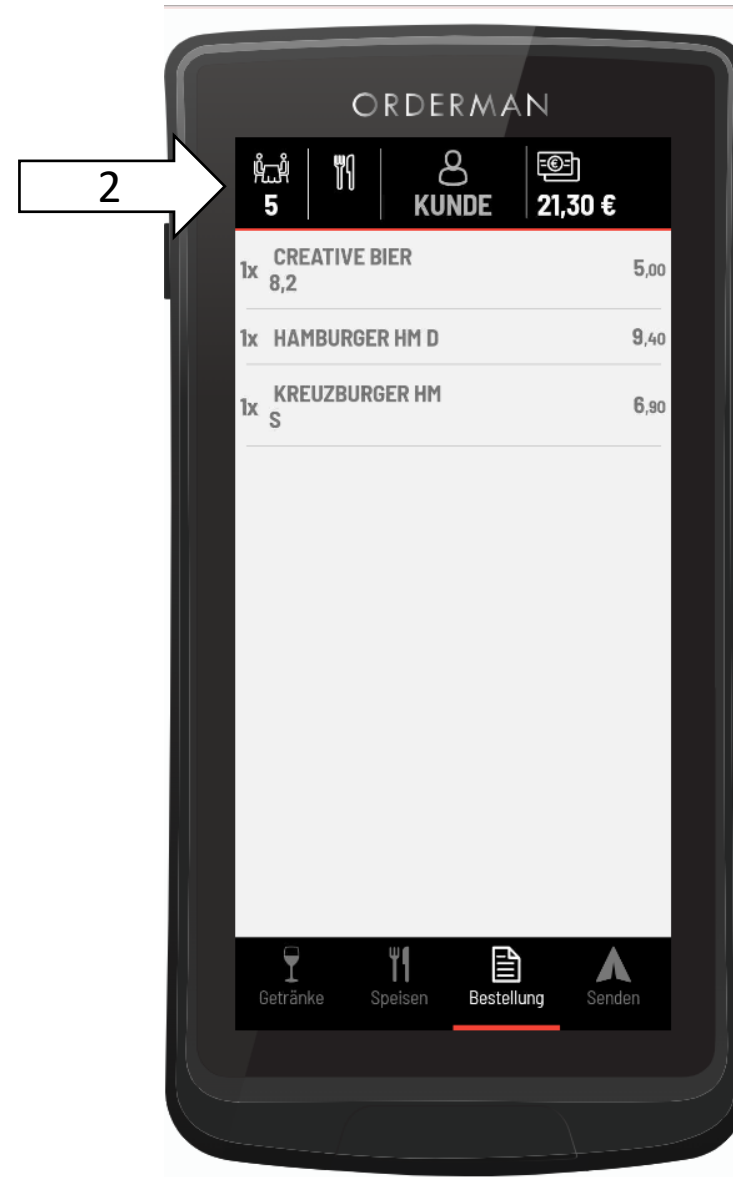 ORDERMAN
2
5
KUNDE
21,30 €
1x CREATIVE BIER 5,00
8,2
1x HAMBURGER HM D 9,40
1x KREUZBURGER HM 6,90
S
Getränke Speisen Bestellung Senden